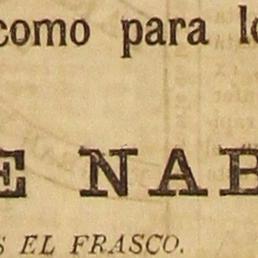 como para lo
E NAB
S EL FRASCO.